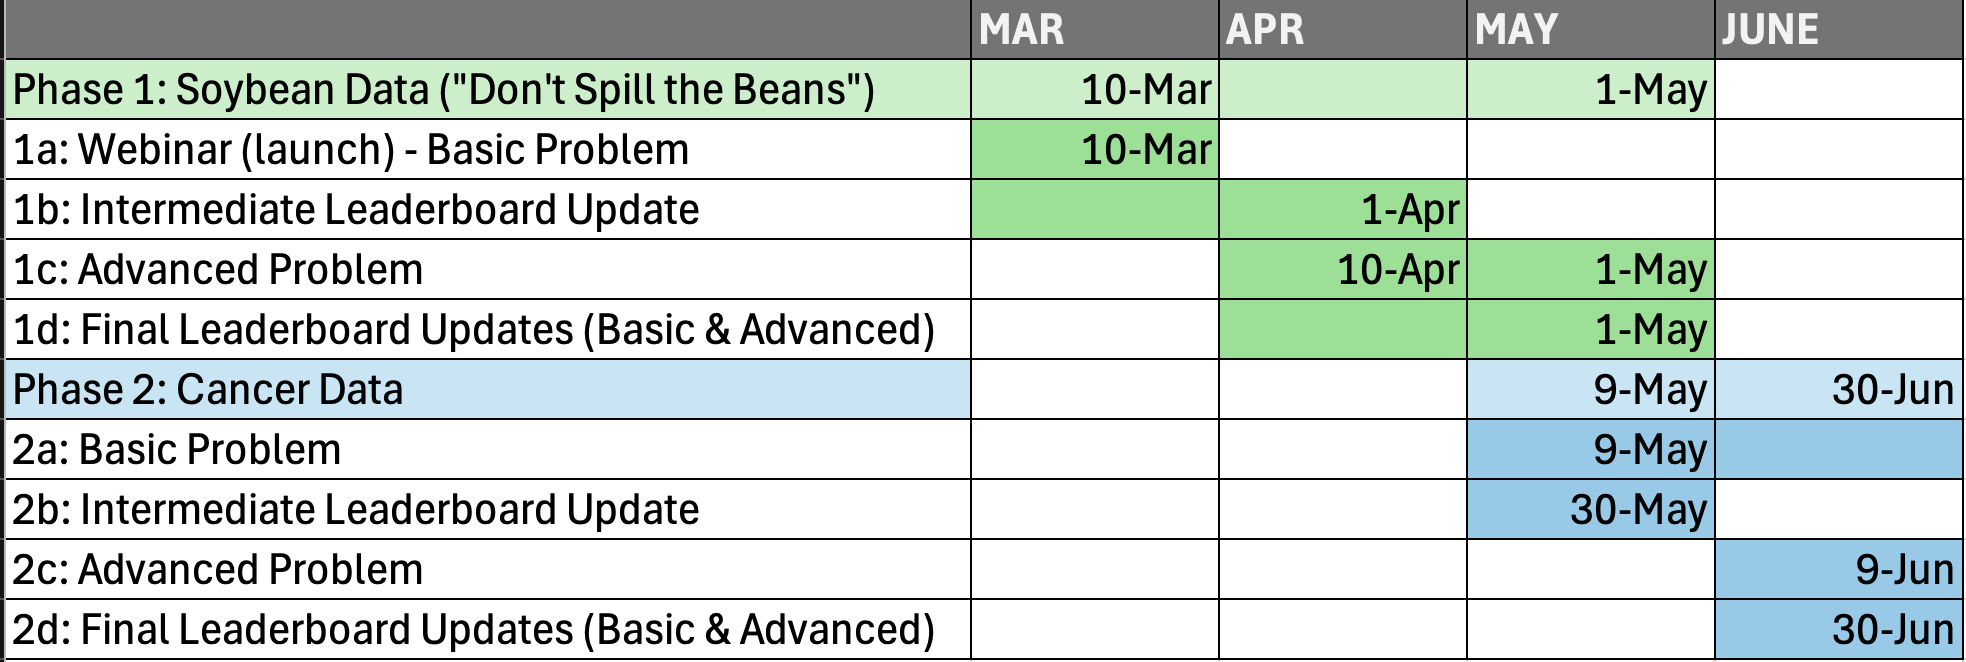 MAR APR MAY JUNE
Phase 1: Soybean Data ("Don't Spill the Beans") 10-Mar 1-May
1a: Webinar (launch) - Basic Problem 10-Mar
1b: Intermediate Leaderboard Update 1-Apr
1c: Advanced Problem 10-Apr 1-May
1d: Final Leaderboard Updates (Basic & Advanced) 1-May
Phase 2: Cancer Data 9-May 30-Jun
2a: Basic Problem 9-May
2b: Intermediate Leaderboard Update 30-May
2c: Advanced Problem 9-Jun
2d: Final Leaderboard Updates (Basic & Advanced) 30-Jun